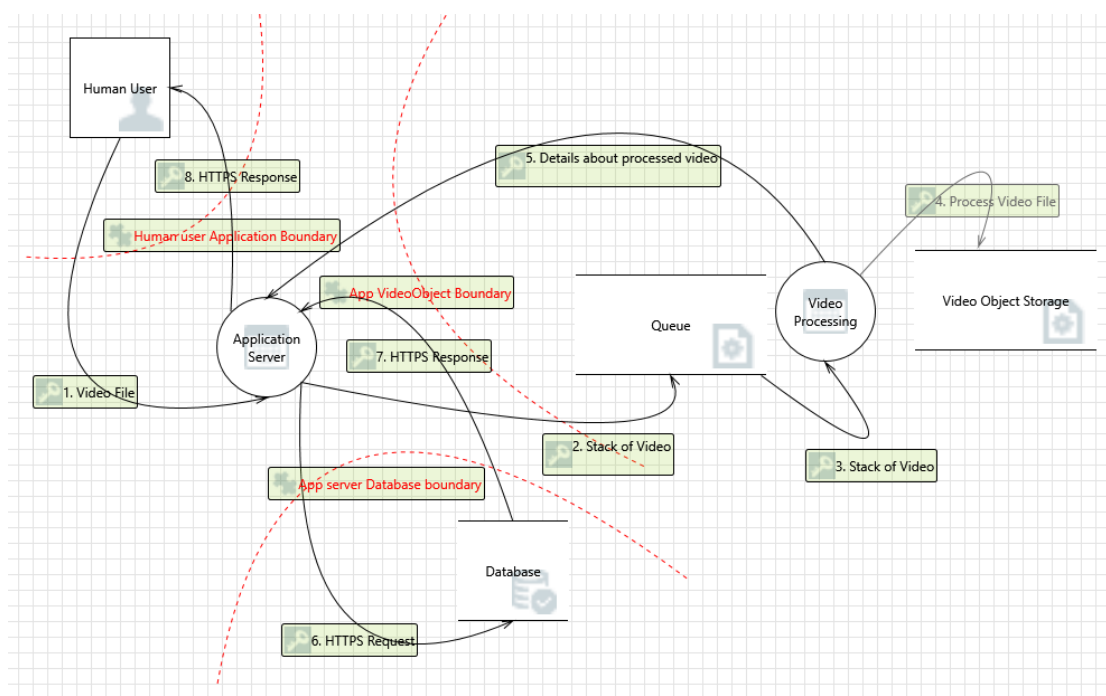 Human User
5. Details about processed video
8. HTTPS Response
4. Process Video File
Human user Application Boundary
App VideoObject Boundary
Video
Processing
Video Object Storage
Queue
Application
Server
7. HTTPS Response
1. Video File
2. Stack of Video
3. Stack of Video
App server Database boundary
Database
6. HTTPS Request